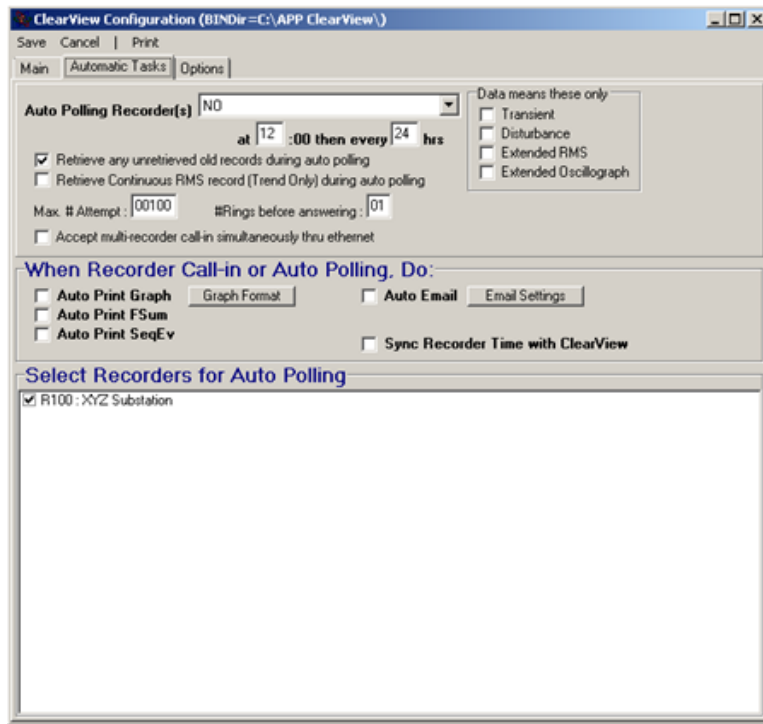 ClearView Configuration (BINDir=C:\APP ClearView\)
Save Cancel | Print
Main Automatic Tasks Options
Auto Polling Recorder(s) NO
at 12 :00 then every 24 hrs
Retrieve any unretrieved old records during auto polling
Retrieve Continuous RMS record (Trend Only) during auto polling
Max. # Attempt : 00100 #Rings before answering : 01
Accept multi-recorder call-in simultaneously thru ethernet
Data means these only
Transient
Disturbance
Extended RMS
Extended Oscillograph
When Recorder Call-in or Auto Polling, Do:
Auto Print Graph Graph Format Auto Email Email Settings
Auto Print FSum
Auto Print SeqEv
Sync Recorder Time with ClearView
Select Recorders for Auto Polling
R100 : XYZ Substation